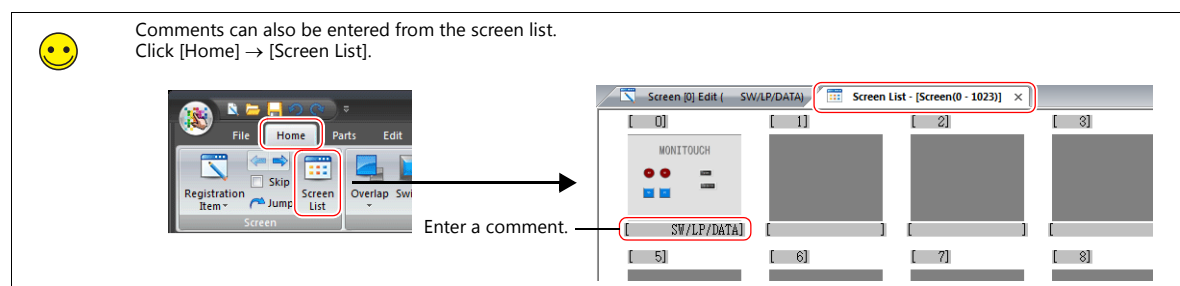 Comments can also be entered from the screen list.
Click [Home] → [Screen List].
File Home Parts Edit
Registration Item
Skip
Jump
Screen List
Overlap
Screen
Screen [0] Edit ( SW/LP/DATA)
Screen List - [Screen(0 - 1023)] ×
[ 0] [ 1] [ 2] [ 3]
MONITOUCH
Enter a comment.
[ SW/LP/DATA] [ ] [ ] [
[ 5] [ 6] [ 7] [ 8]